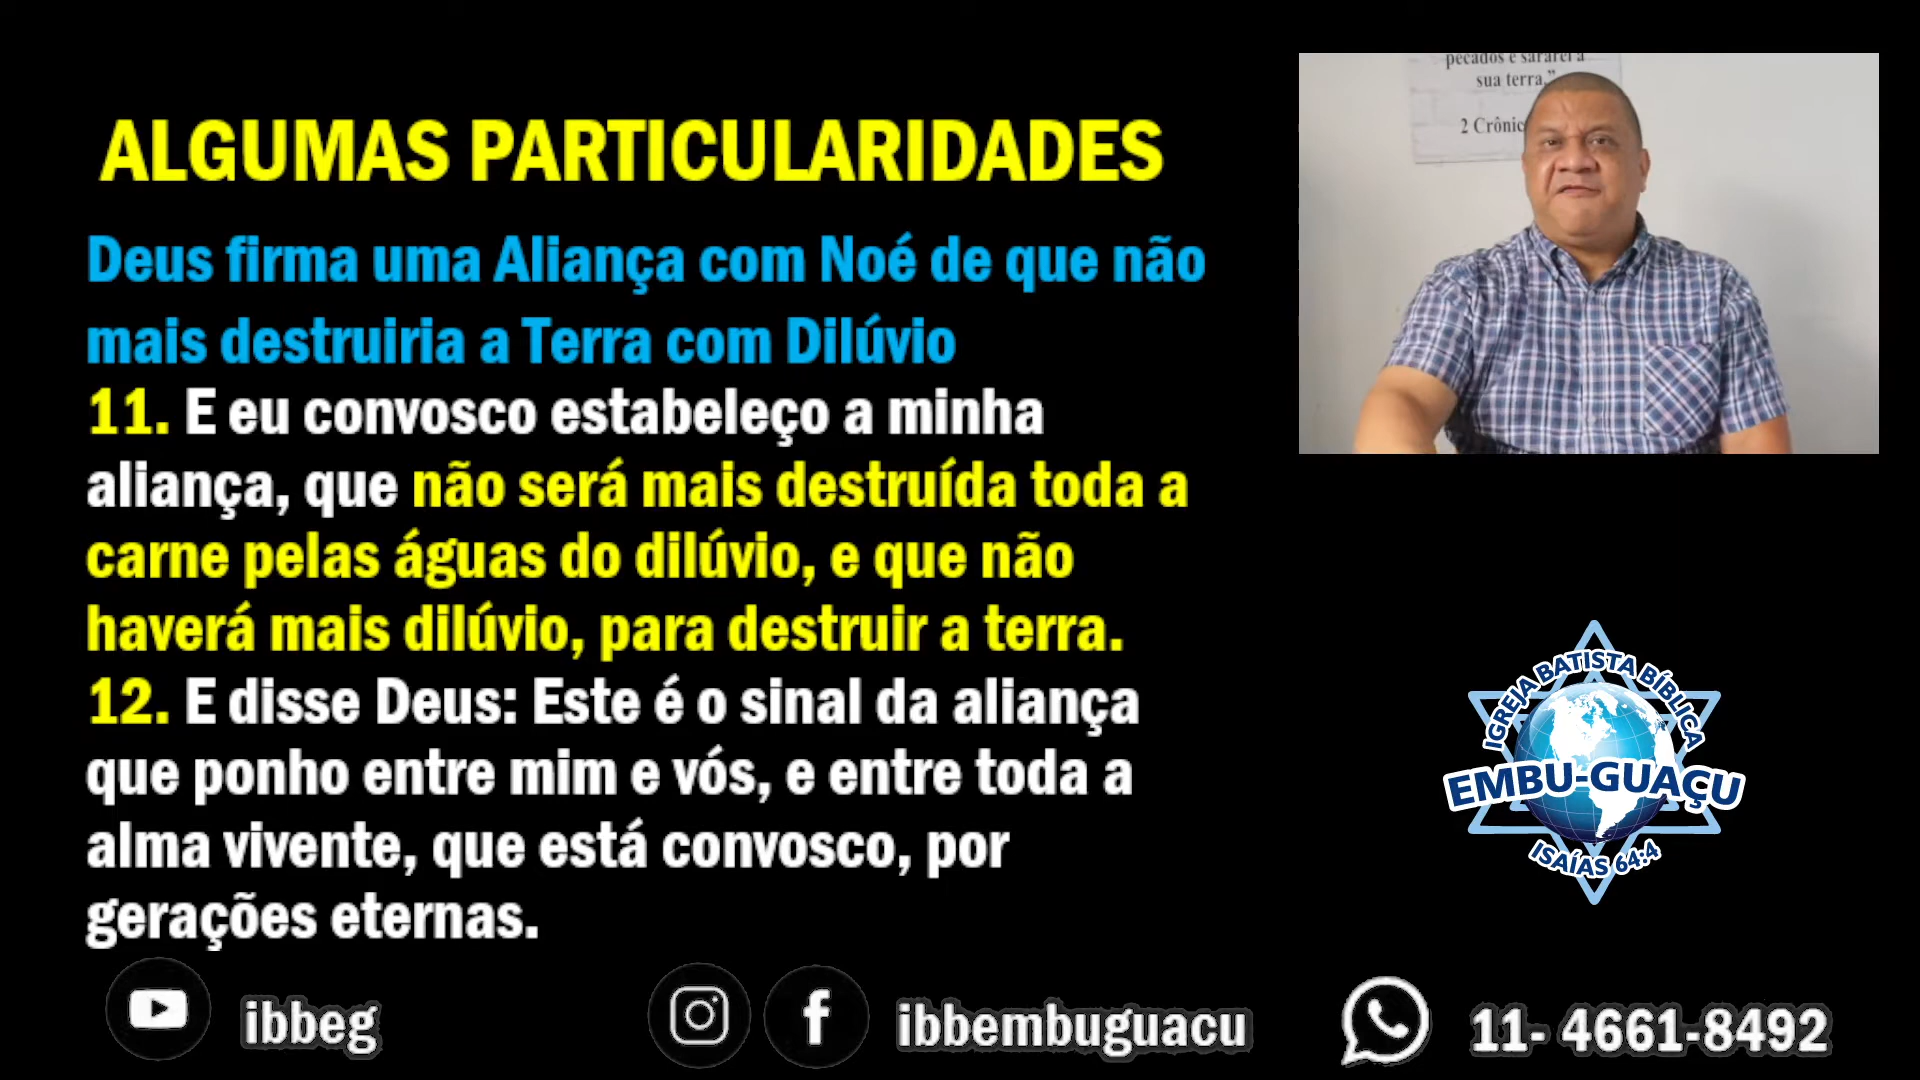 ALGUMAS PARTICULARIDADES
Deus firma uma Aliança com Noé de que não
mais destruiria a Terra com Dilúvio
11. E eu convosco estabeleço a minha
aliança, que não será mais destruída toda a
carne pelas águas do dilúvio, e que não
haverá mais dilúvio, para destruir a terra.
12. E disse Deus: Este é o sinal da aliança
que ponho entre mim e vós, e entre toda a
alma vivente, que está convosco, por
gerações eternas.
pecados e sararei a
sua terra."
2 Crônic
IGREJA BATISTA BÍBLICA
EMBU-GUAÇU
ISAÍAS 64:4
ibbeg
ibbembuguacu
11- 4661-8492